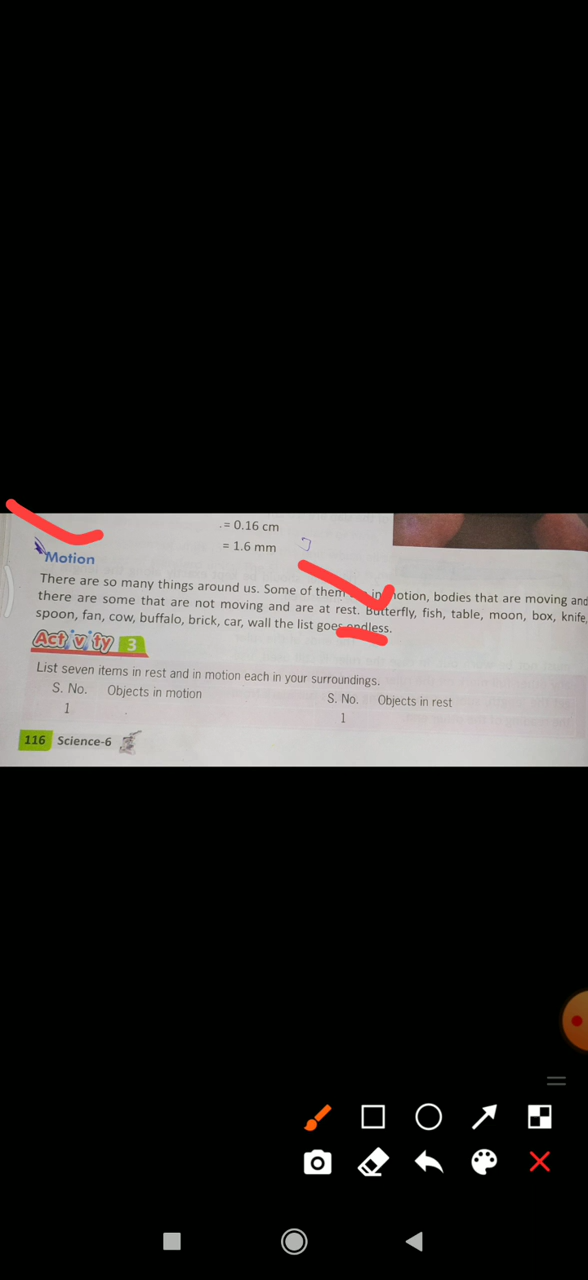 .= 0.16 cm
= 1.6 mm
Motion
There are so many things around us. Some of them in motion, bodies that are moving and
there are some that are not moving and are at rest. Butterfly, fish, table, moon, box, knife,
spoon, fan, cow, buffalo, brick, car, wall the list goes endless.
Activity 3
List seven items in rest and in motion each in your surroundings.
S. No. Objects in motion S. No. Objects in rest
1 1
116 Science-6